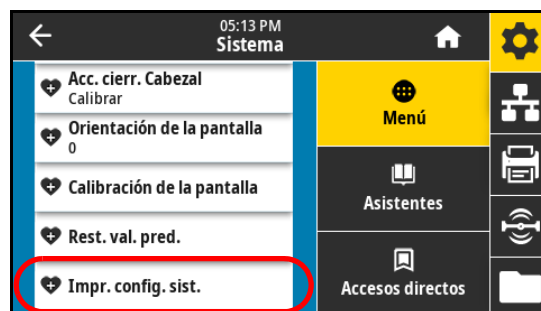 05:13 PM
Sistema
Acc. cierr. Cabezal
Calibrar
Orientación de la pantalla
0
Calibración de la pantalla
Rest. val. pred.
Impr. config. sist.
Menú
Asistentes
Accesos directos